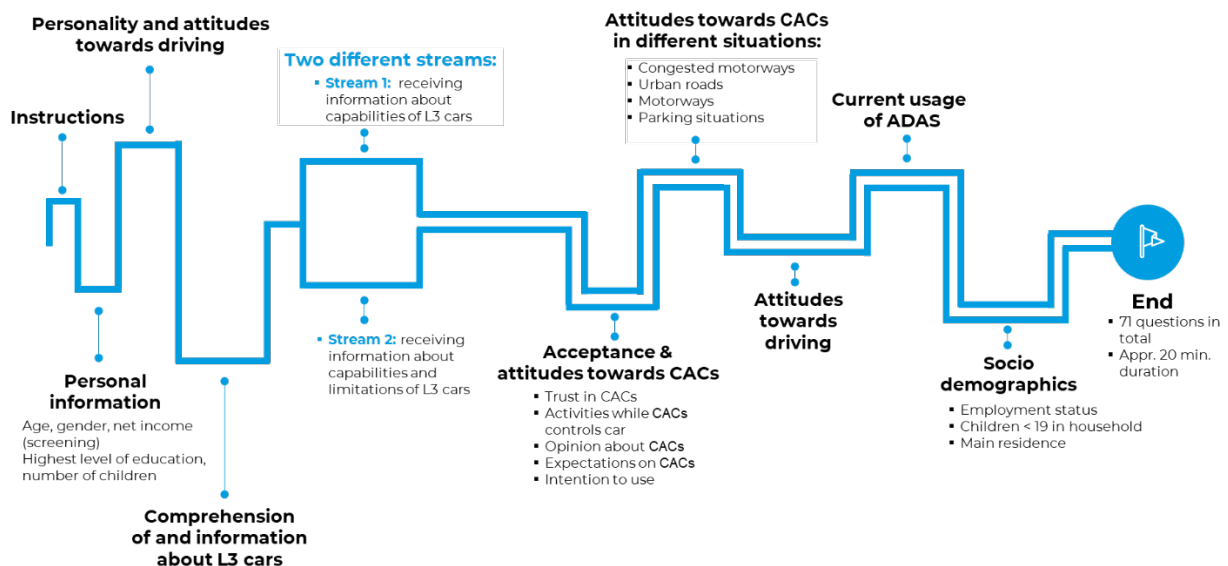 Instructions
Personality and attitudes
towards driving
Personal
information
Age, gender, net income
(screening)
Highest level of education,
number of children
Comprehension
of and information
about L3 cars
Two different streams:
▪ Stream 1: receiving
information about
capabilities of L3 cars
▪ Stream 2: receiving
information about
capabilities and
limitations of L3 cars
Acceptance &
attitudes towards CACs
▪ Trust in CACs
▪ Activities while CACs
controls car
▪ Opinion about CACs
▪ Expectations on CACs
▪ Intention to use
Attitudes towards CACs
in different situations:
▪ Congested motorways
▪ Urban roads
▪ Motorways
▪ Parking situations
Attitudes
towards
driving
Current usage
of ADAS
Socio
demographics
▪ Employment status
▪ Children < 19 in household
▪ Main residence
End
▪ 71 questions in
total
▪ Appr. 20 min.
duration